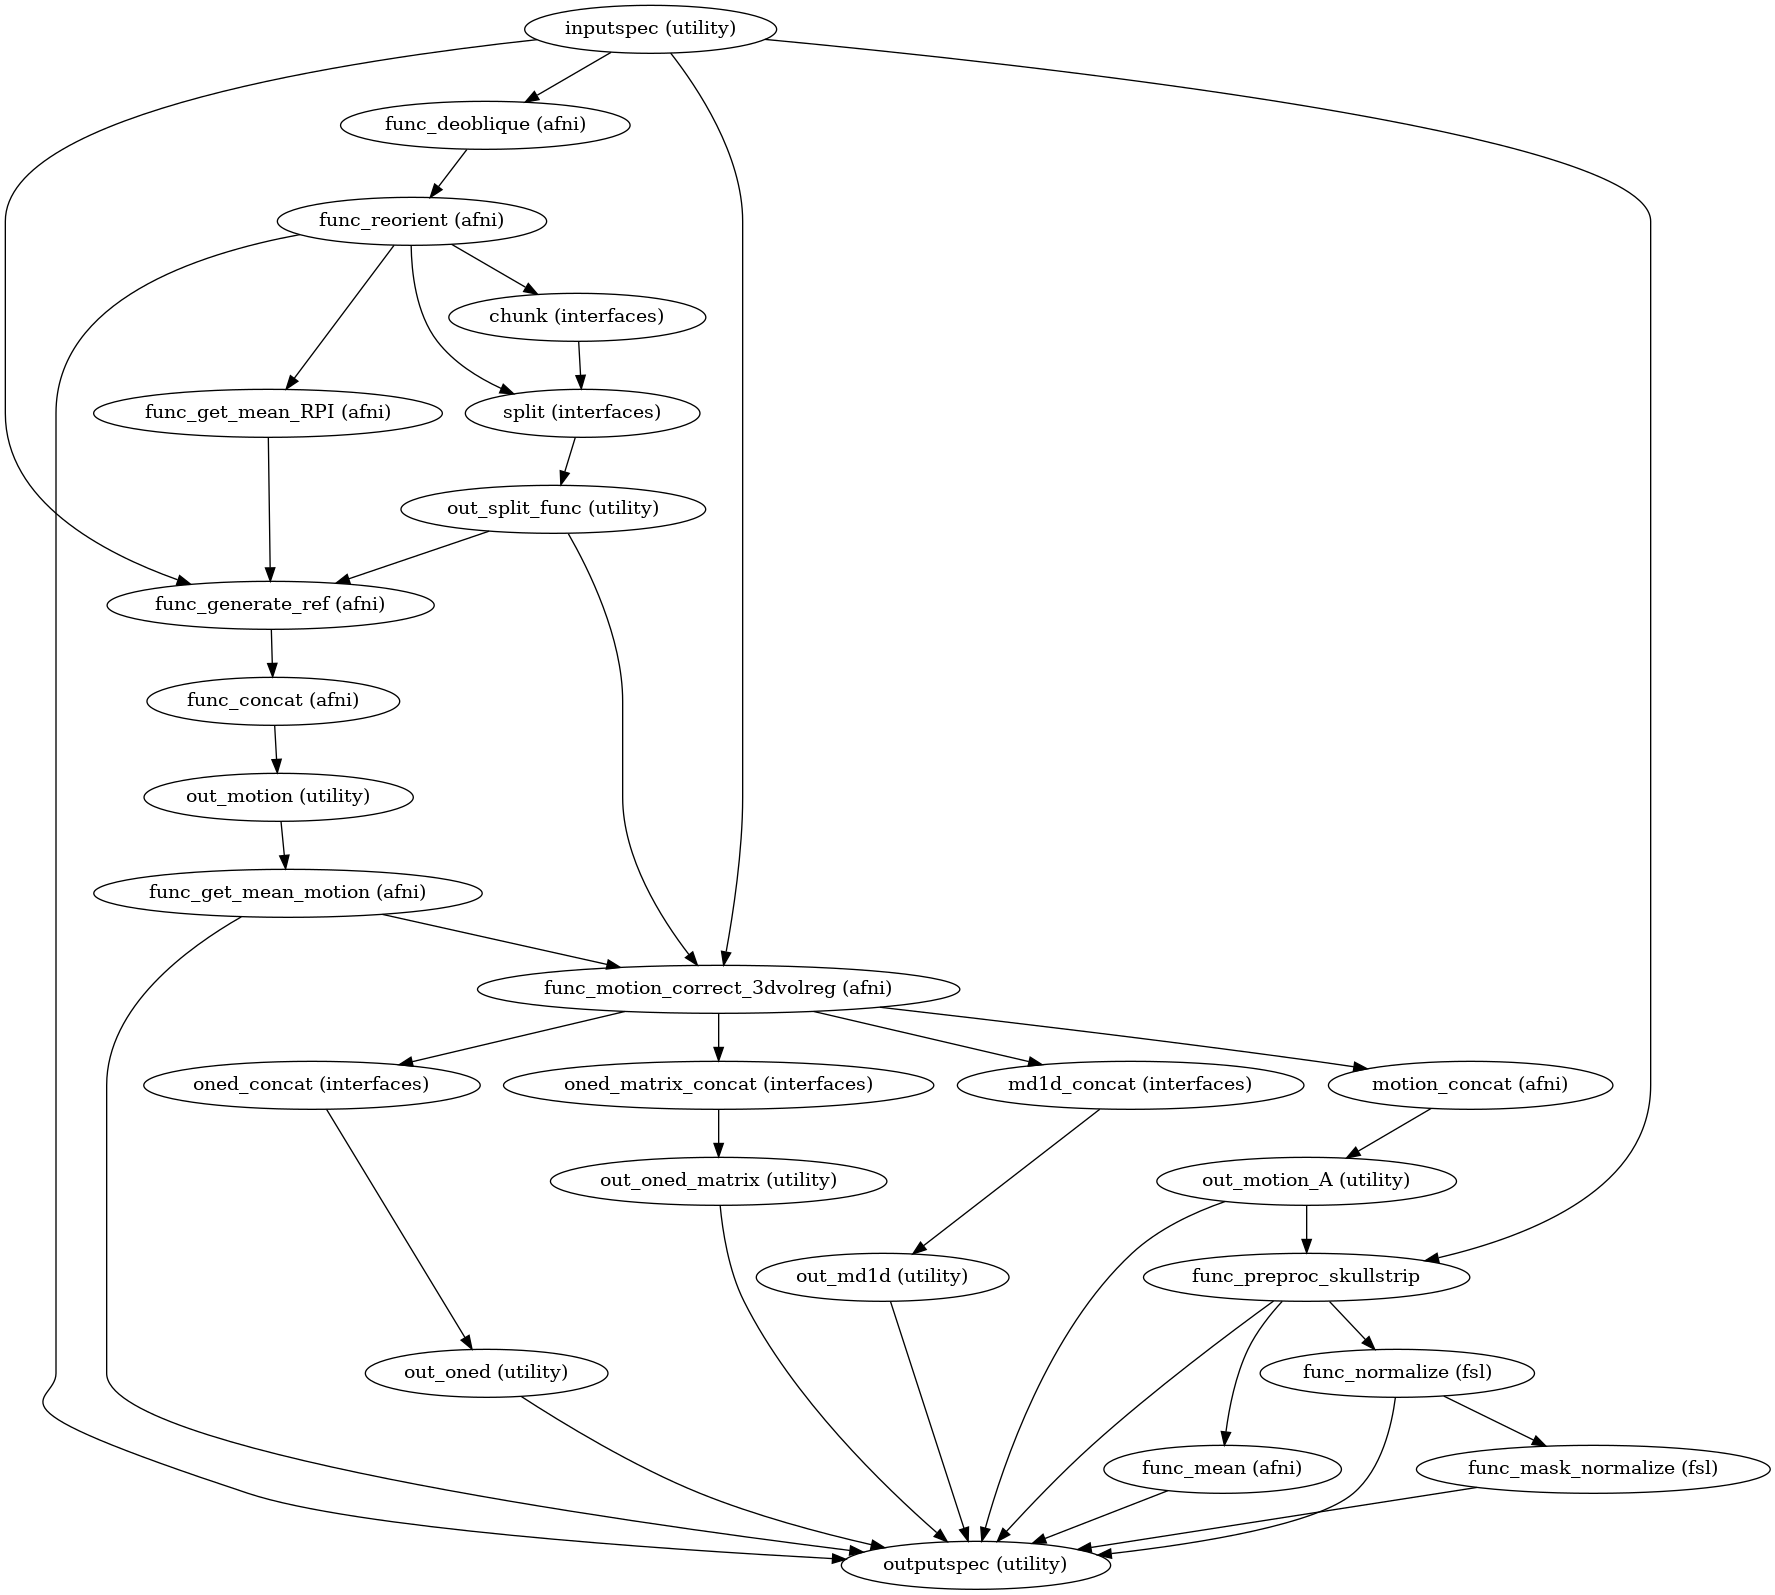 inputspec (utility)
func_deoblique (afni)
func_reorient (afni)
chunk (interfaces)
func_get_mean_RPI (afni)
split (interfaces)
out_split_func (utility)
func_generate_ref (afni)
func_concat (afni)
out_motion (utility)
func_get_mean_motion (afni)
func_motion_correct_3dvolreg (afni)
oned_concat (interfaces)
oned_matrix_concat (interfaces)
md1d_concat (interfaces)
motion_concat (afni)
out_oned_matrix (utility)
out_motion_A (utility)
out_md1d (utility)
func_preproc_skullstrip
out_oned (utility)
func_normalize (fsl)
func_mean (afni)
func_mask_normalize (fsl)
outputspec (utility)